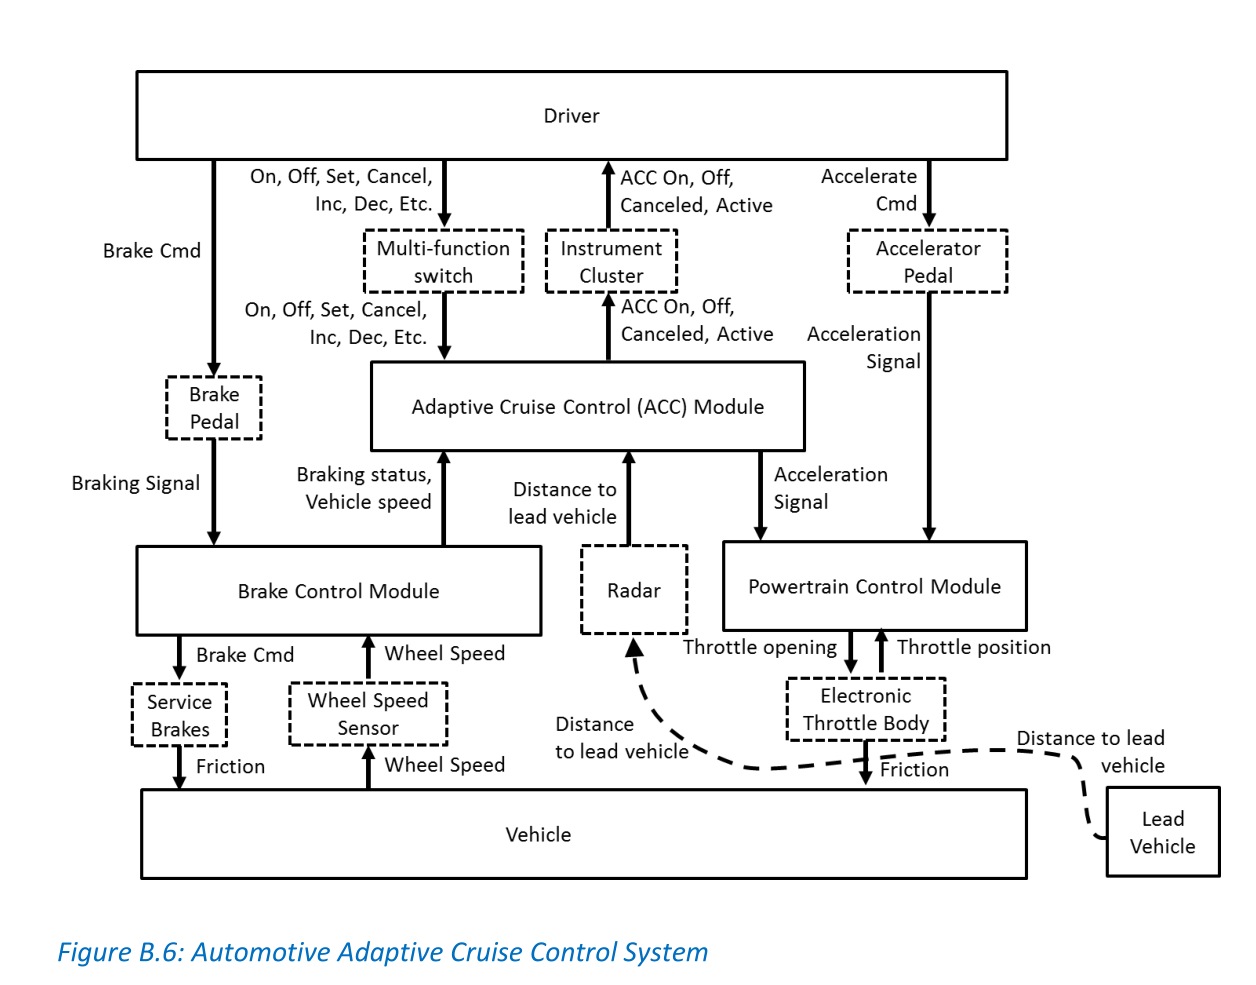 Driver
On, Off, Set, Cancel,
Inc, Dec, Etc.
ACC On, Off,
Canceled, Active
Accelerate
Cmd
Brake Cmd
Multi-function
switch
Instrument
Cluster
Accelerator
Pedal
On, Off, Set, Cancel,
Inc, Dec, Etc.
ACC On, Off,
Canceled, Active
Acceleration
Signal
Brake
Pedal
Adaptive Cruise Control (ACC) Module
Braking Signal
Braking status,
Vehicle speed
Distance to
lead vehicle
Acceleration
Signal
Brake Control Module
Radar
Powertrain Control Module
Brake Cmd
Wheel Speed
Throttle opening
Throttle position
Service
Brakes
Wheel Speed
Sensor
Electronic
Throttle Body
Distance
to lead vehicle
Distance to lead
vehicle
Friction
Wheel Speed
Friction
Vehicle
Lead
Vehicle
Figure B.6: Automotive Adaptive Cruise Control System